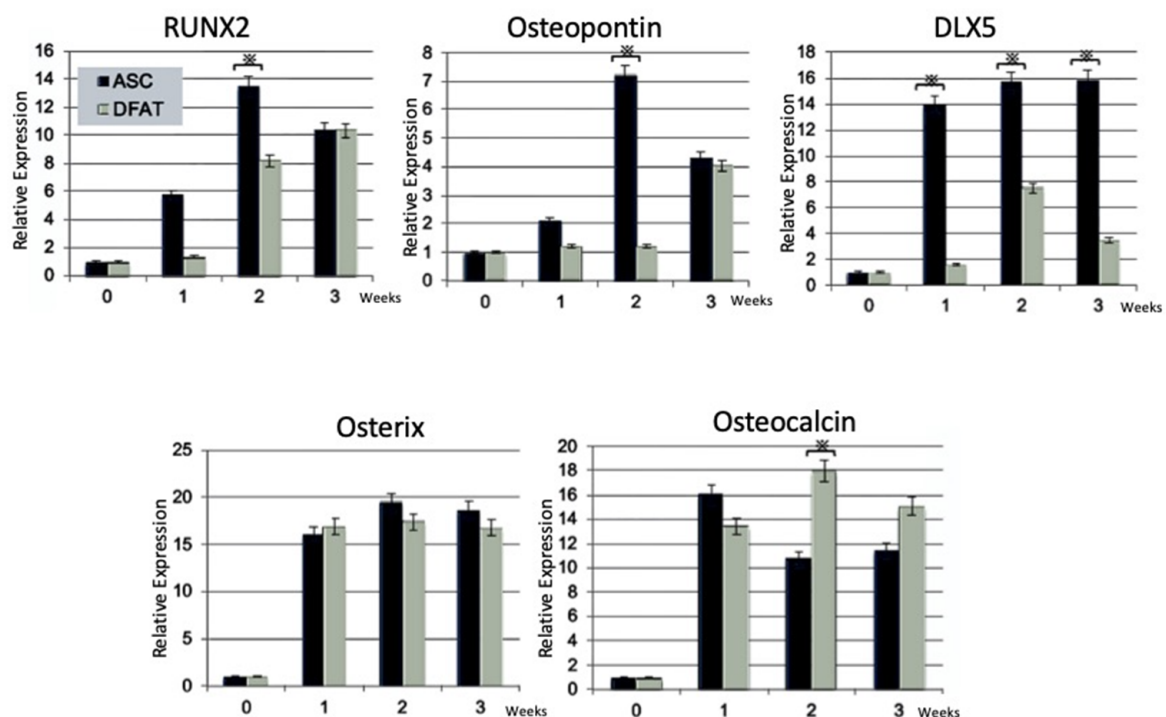 RUNX2
Relative Expression
16
14
12
10
8
6
4
2
0
ASC
DFAT
※
0 1 2 3 Weeks
Osteopontin
Relative Expression
8
7
6
5
4
3
2
1
0
※
0 1 2 3 Weeks
DLX5
Relative Expression
18
16
14
12
10
8
6
4
2
0
※ ※ ※
0 1 2 3 Weeks
Osterix
Relative Expression
25
20
15
10
5
0
0 1 2 3 Weeks
Osteocalcin
Relative Expression
20
18
16
14
12
10
8
6
4
2
0
※
0 1 2 3 Weeks